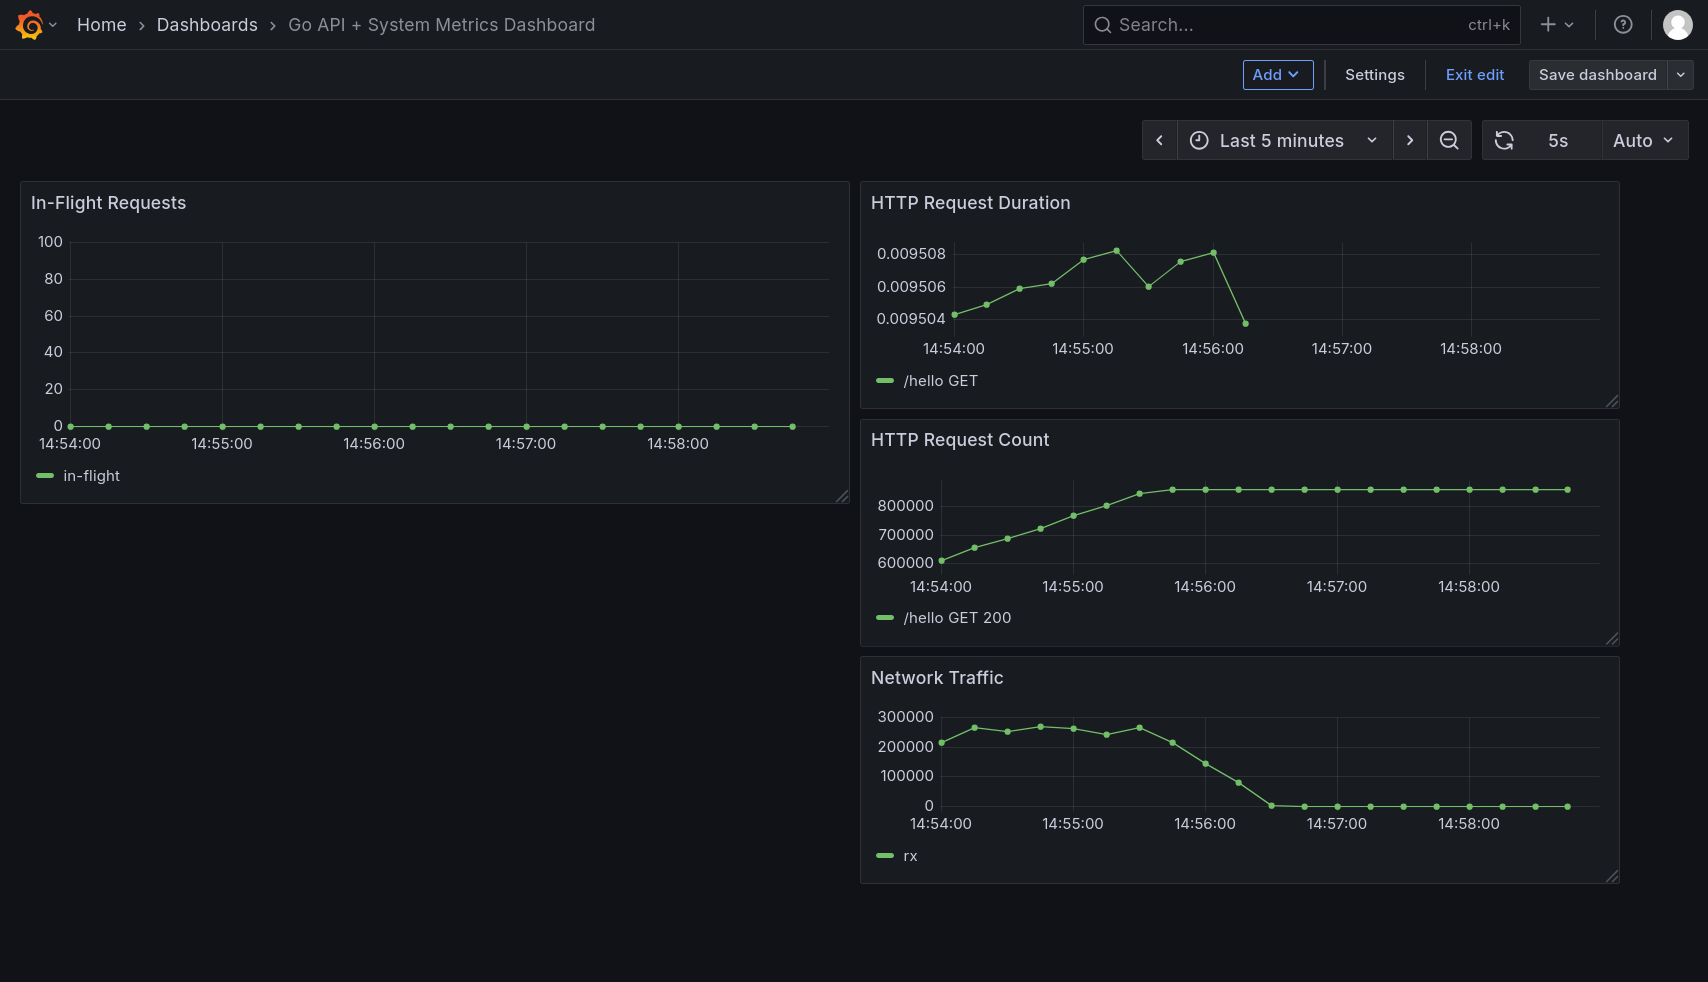 Home > Dashboards > Go API + System Metrics Dashboard
Search... ctrl+k
Add
Settings
Exit edit
Save dashboard
Last 5 minutes
5s
Auto
In-Flight Requests
100
80
60
40
20
0
14:54:00 14:55:00 14:56:00 14:57:00 14:58:00
in-flight
HTTP Request Duration
0.009508
0.009506
0.009504
14:54:00 14:55:00 14:56:00 14:57:00 14:58:00
/hello GET
HTTP Request Count
800000
700000
600000
14:54:00 14:55:00 14:56:00 14:57:00 14:58:00
/hello GET 200
Network Traffic
300000
200000
100000
0
14:54:00 14:55:00 14:56:00 14:57:00 14:58:00
rx